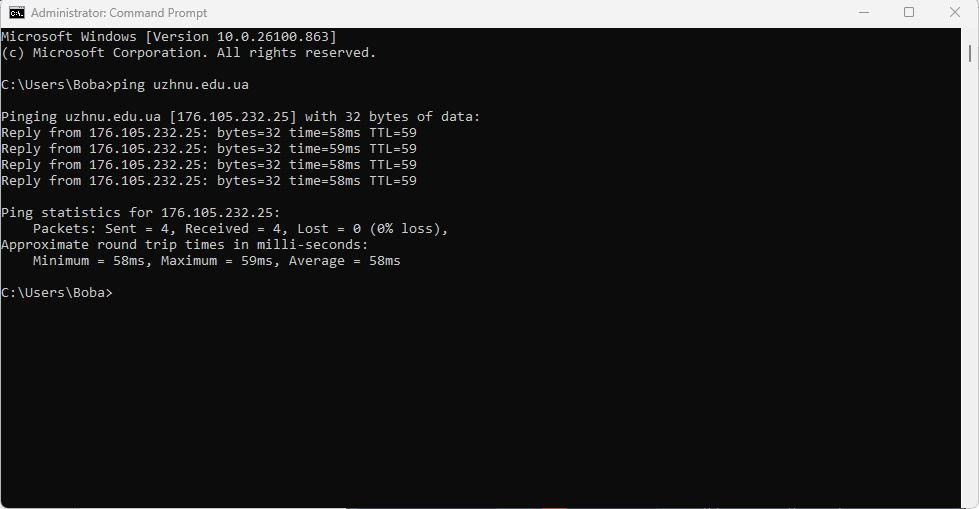 Administrator: Command Prompt
Microsoft Windows [Version 10.0.26100.863]
(c) Microsoft Corporation. All rights reserved.
C:\Users\Boba>ping uzhnu.edu.ua
Pinging uzhnu.edu.ua [176.105.232.25] with 32 bytes of data:
Reply from 176.105.232.25: bytes=32 time=58ms TTL=59
Reply from 176.105.232.25: bytes=32 time=59ms TTL=59
Reply from 176.105.232.25: bytes=32 time=58ms TTL=59
Reply from 176.105.232.25: bytes=32 time=58ms TTL=59
Ping statistics for 176.105.232.25:
    Packets: Sent = 4, Received = 4, Lost = 0 (0% loss),
Approximate round trip times in milli-seconds:
    Minimum = 58ms, Maximum = 59ms, Average = 58ms
C:\Users\Boba>